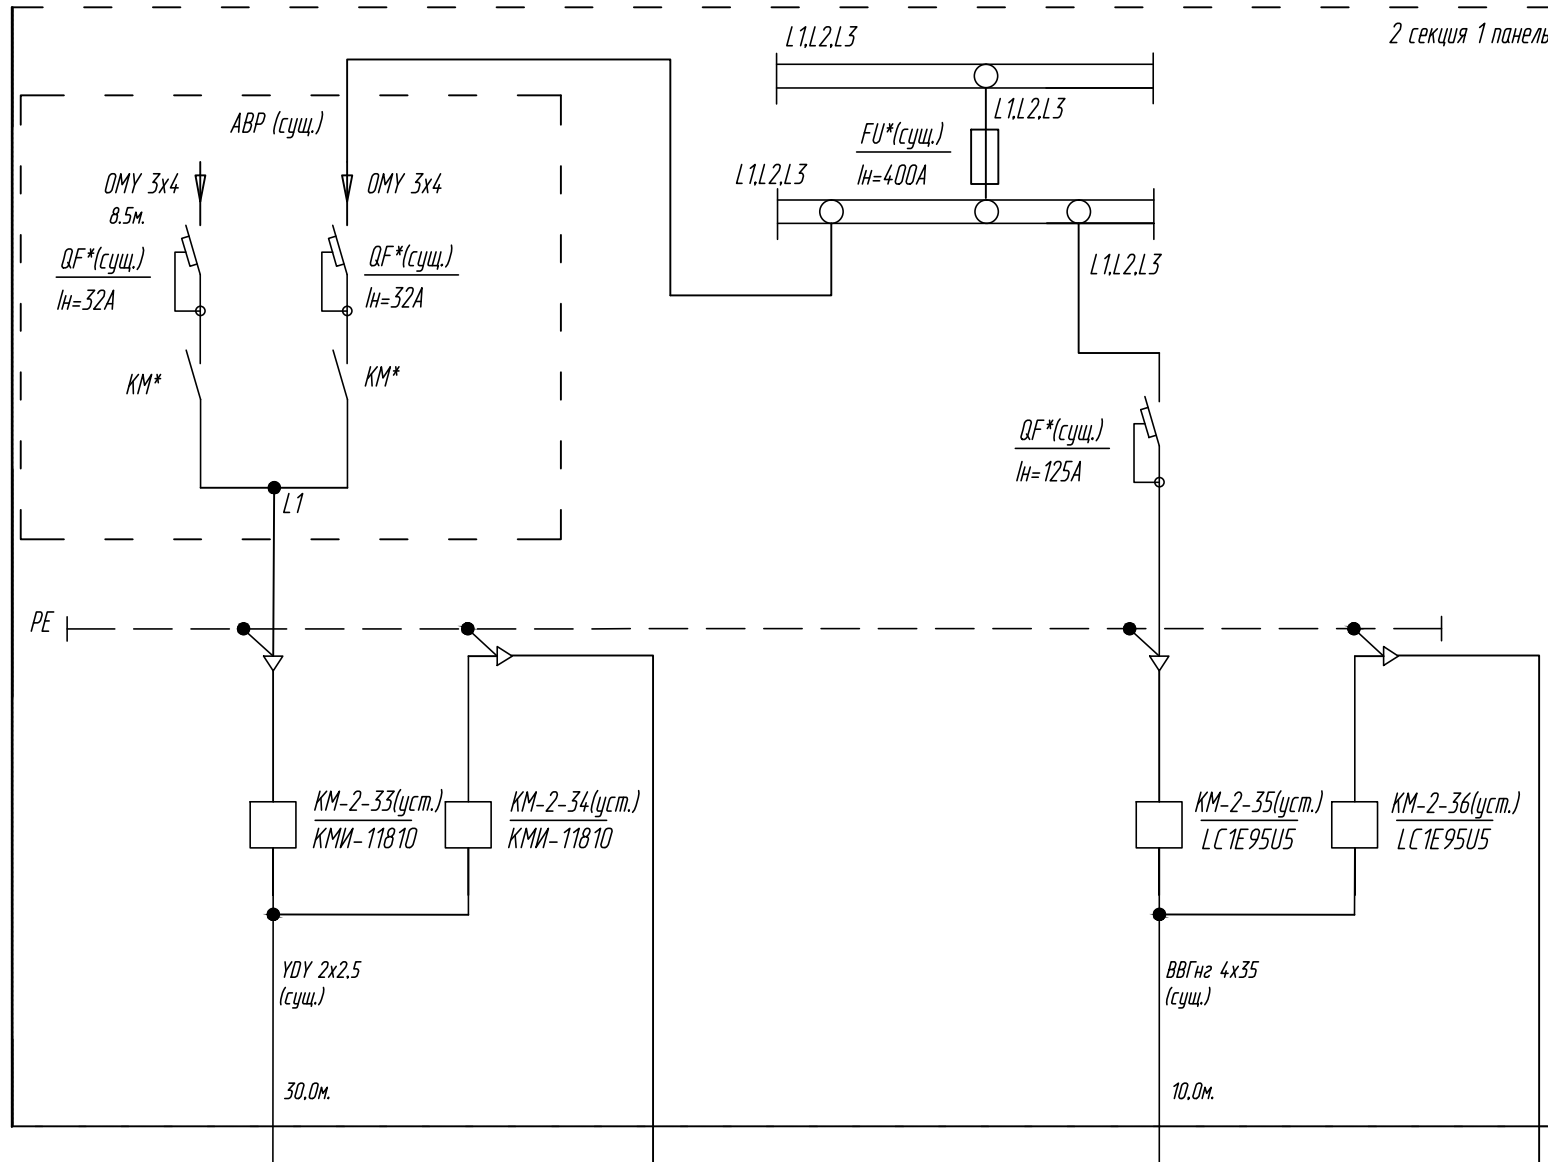 2 секция 1 панель
L1,L2,L3
L1,L2,L3
FU*(сущ.)
Iн=400А
L1,L2,L3
L1,L2,L3
АВР (сущ.)
OMY 3х4
8.5м.
OMY 3х4
QF*(сущ.)
Iн=32А
QF*(сущ.)
Iн=32А
КМ*
КМ*
L1
QF*(сущ.)
Iн=125А
PE
КМ-2-33(уст.)
КМИ-11810
КМ-2-34(уст.)
КМИ-11810
КМ-2-35(уст.)
LC1E95U5
КМ-2-36(уст.)
LC1E95U5
YDY 2х2,5
(сущ.)
ВВГнг 4х35
(сущ.)
30,0м.
10,0м.